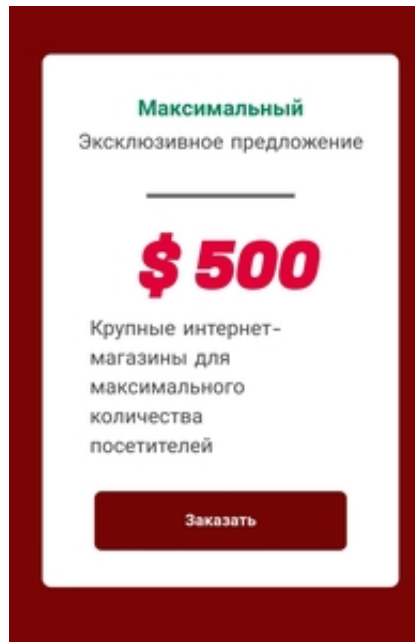 Максимальный
Эксклюзивное предложение
$ 500
Крупные интернет-
магазины для
максимального
количества
посетителей
Заказать